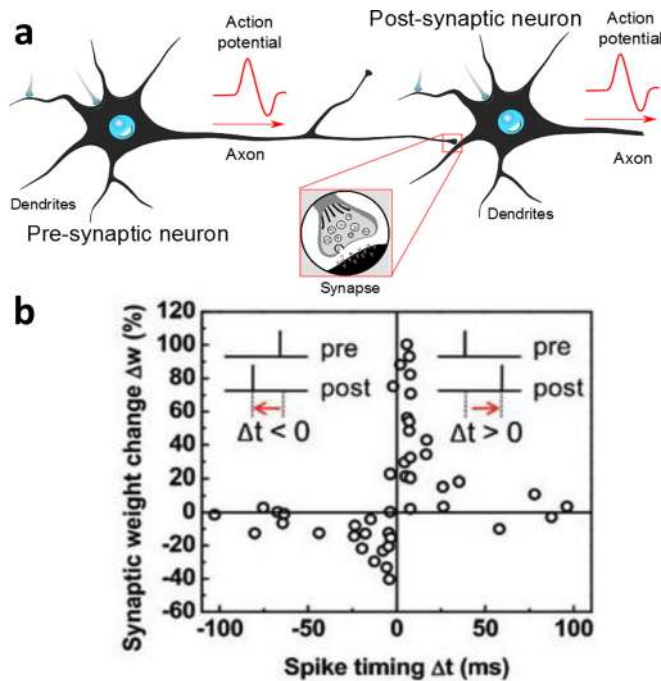 a
Action
potential
Post-synaptic neuron
Action
potential
Axon
Axon
Dendrites
Dendrites
Pre-synaptic neuron
Synapse
b
Synaptic weight change Δw (%)
120
100
80
60
40
20
0
-20
-40
-60
pre
post
Δt < 0
pre
post
Δt > 0
-100
-50
0
50
100
Spike timing Δt (ms)